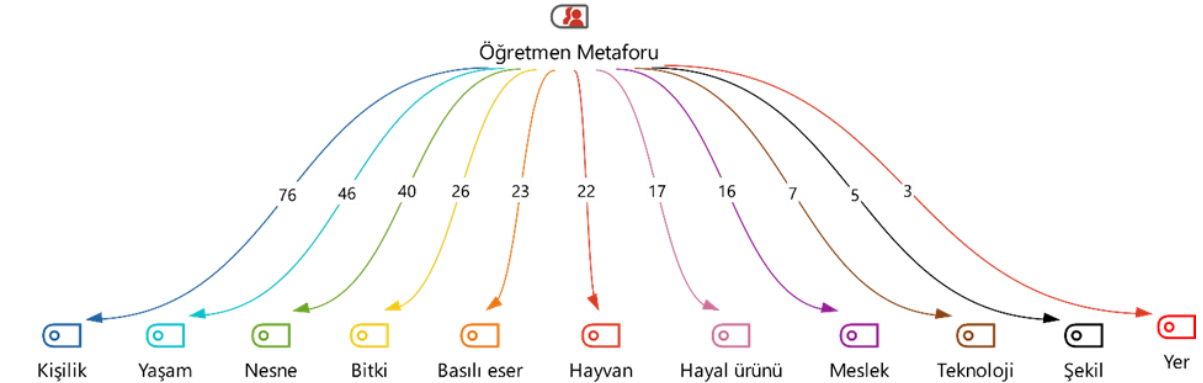 Öğretmen Metaforu
76 46 40 26 23 22 17 16 7 5 3
Kişilik Yaşam Nesne Bitki Basılı eser Hayvan Hayal ürünü Meslek Teknoloji Şekil Yer